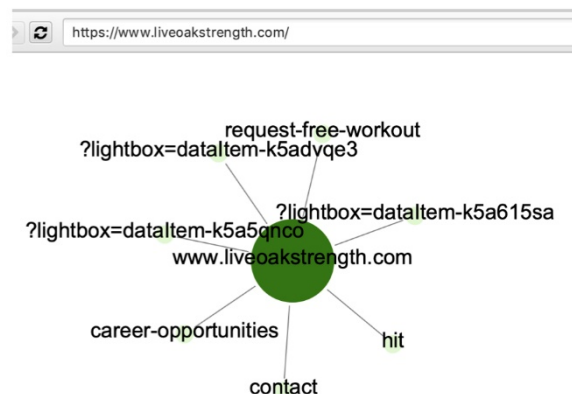 https://www.liveoakstrength.com/
request-free-workout
?lightbox=dataItem-k5advqe3
?lightbox=dataItem-k5a615sa
?lightbox=dataItem-k5a5qnco
www.liveoakstrength.com
career-opportunities
hit
contact